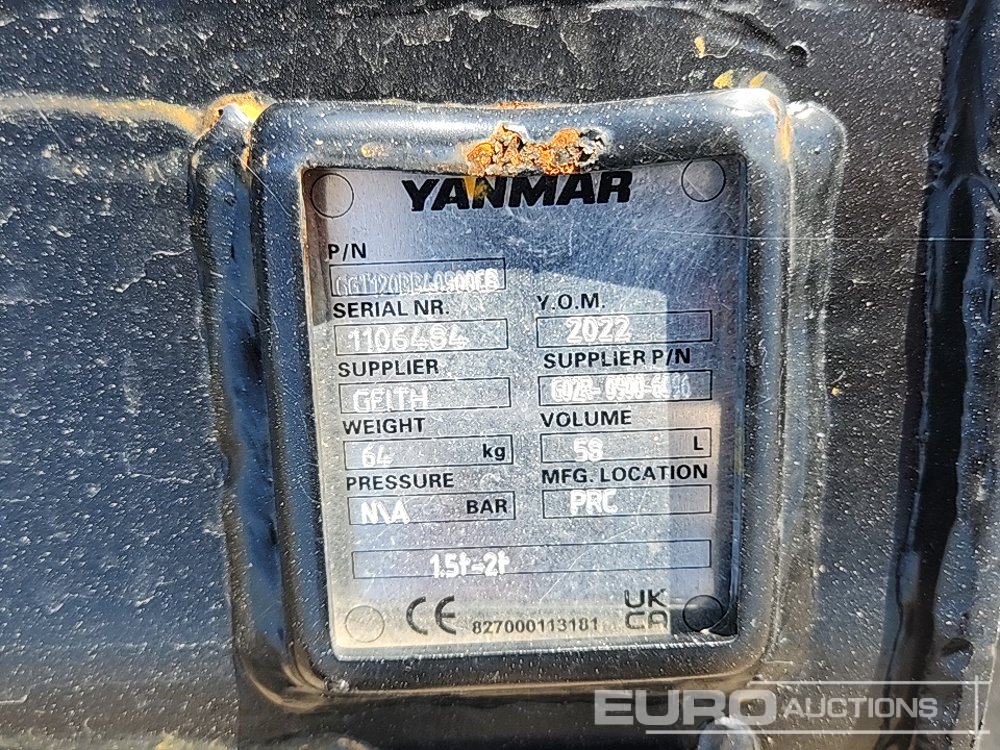 YANMAR
P/N
SERIAL NR. Y.O.M.
1106484 2022
SUPPLIER SUPPLIER P/N
GFITH
WEIGHT VOLUME
64 kg 58 L
PRESSURE MFG. LOCATION
N\A BAR PRC
1.5t-2t
CE 827000113181 UK CA
EURO AUCTIONS